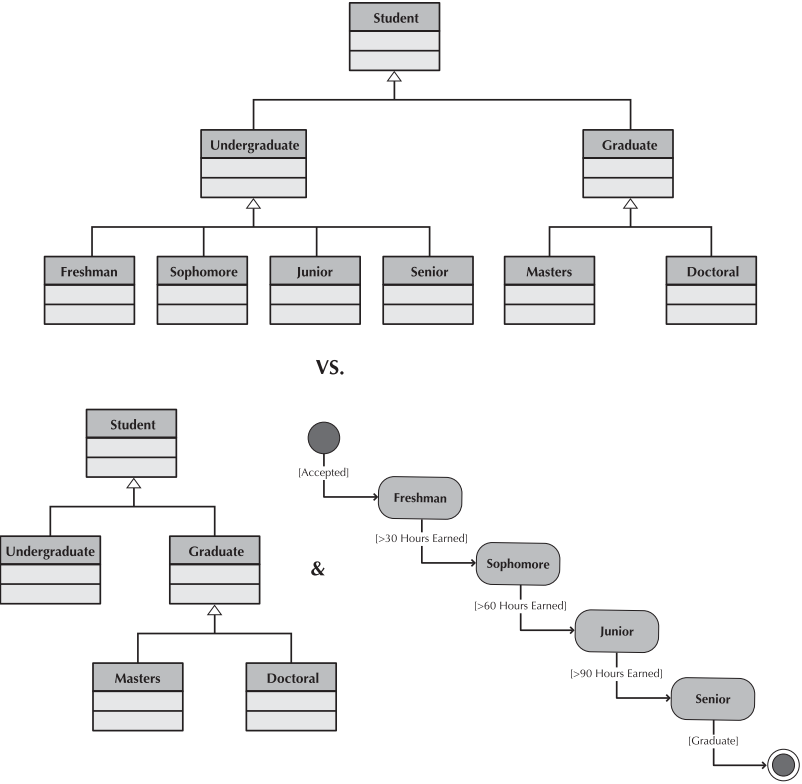 Student
Undergraduate
Graduate
Freshman
Sophomore
Junior
Senior
Masters
Doctoral
VS.
Student
Undergraduate
Graduate
Masters
Doctoral
&
[Accepted]
Freshman
[>30 Hours Earned]
Sophomore
[>60 Hours Earned]
Junior
[>90 Hours Earned]
Senior
[Graduate]